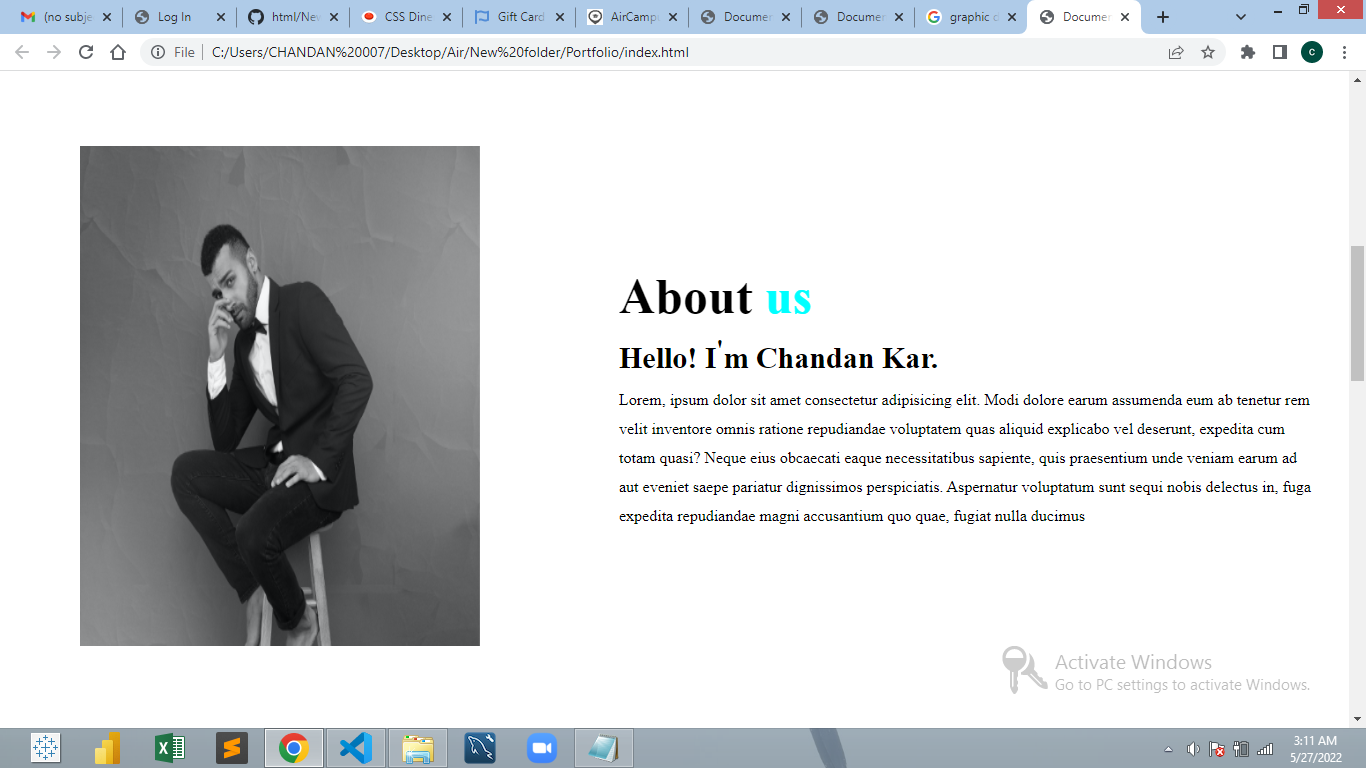 (no subje
Log In
html/New
CSS Dine
Gift Card
AirCampu
Documen
Documen
graphic d
Documen
File
C:/Users/CHANDAN%20007/Desktop/Air/New%20folder/Portfolio/index.html
c
About us
Hello! I'm Chandan Kar.
Lorem, ipsum dolor sit amet consectetur adipisicing elit. Modi dolore earum assumenda eum ab tenetur rem
velit inventore omnis ratione repudiandae voluptatem quas aliquid explicabo vel deserunt, expedita cum
totam quasi? Neque eius obcaecati eaque necessitatibus sapiente, quis praesentium unde veniam earum ad
aut eveniet saepe pariatur dignissimos perspiciatis. Aspernatur voluptatum sunt sequi nobis delectus in, fuga
expedita repudiandae magni accusantium quo quae, fugiat nulla ducimus
Activate Windows
Go to PC settings to activate Windows.
3:11 AM
5/27/2022